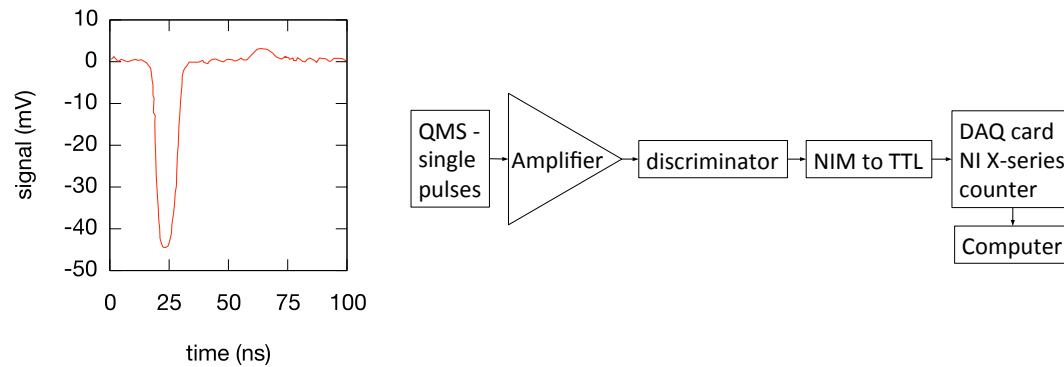 10
0
-10
-20
-30
-40
-50
signal (mV)
0 25 50 75 100
time (ns)
QMS -
single
pulses
Amplifier
discriminator
NIM to TTL
DAQ card
NI X-series
counter
Computer